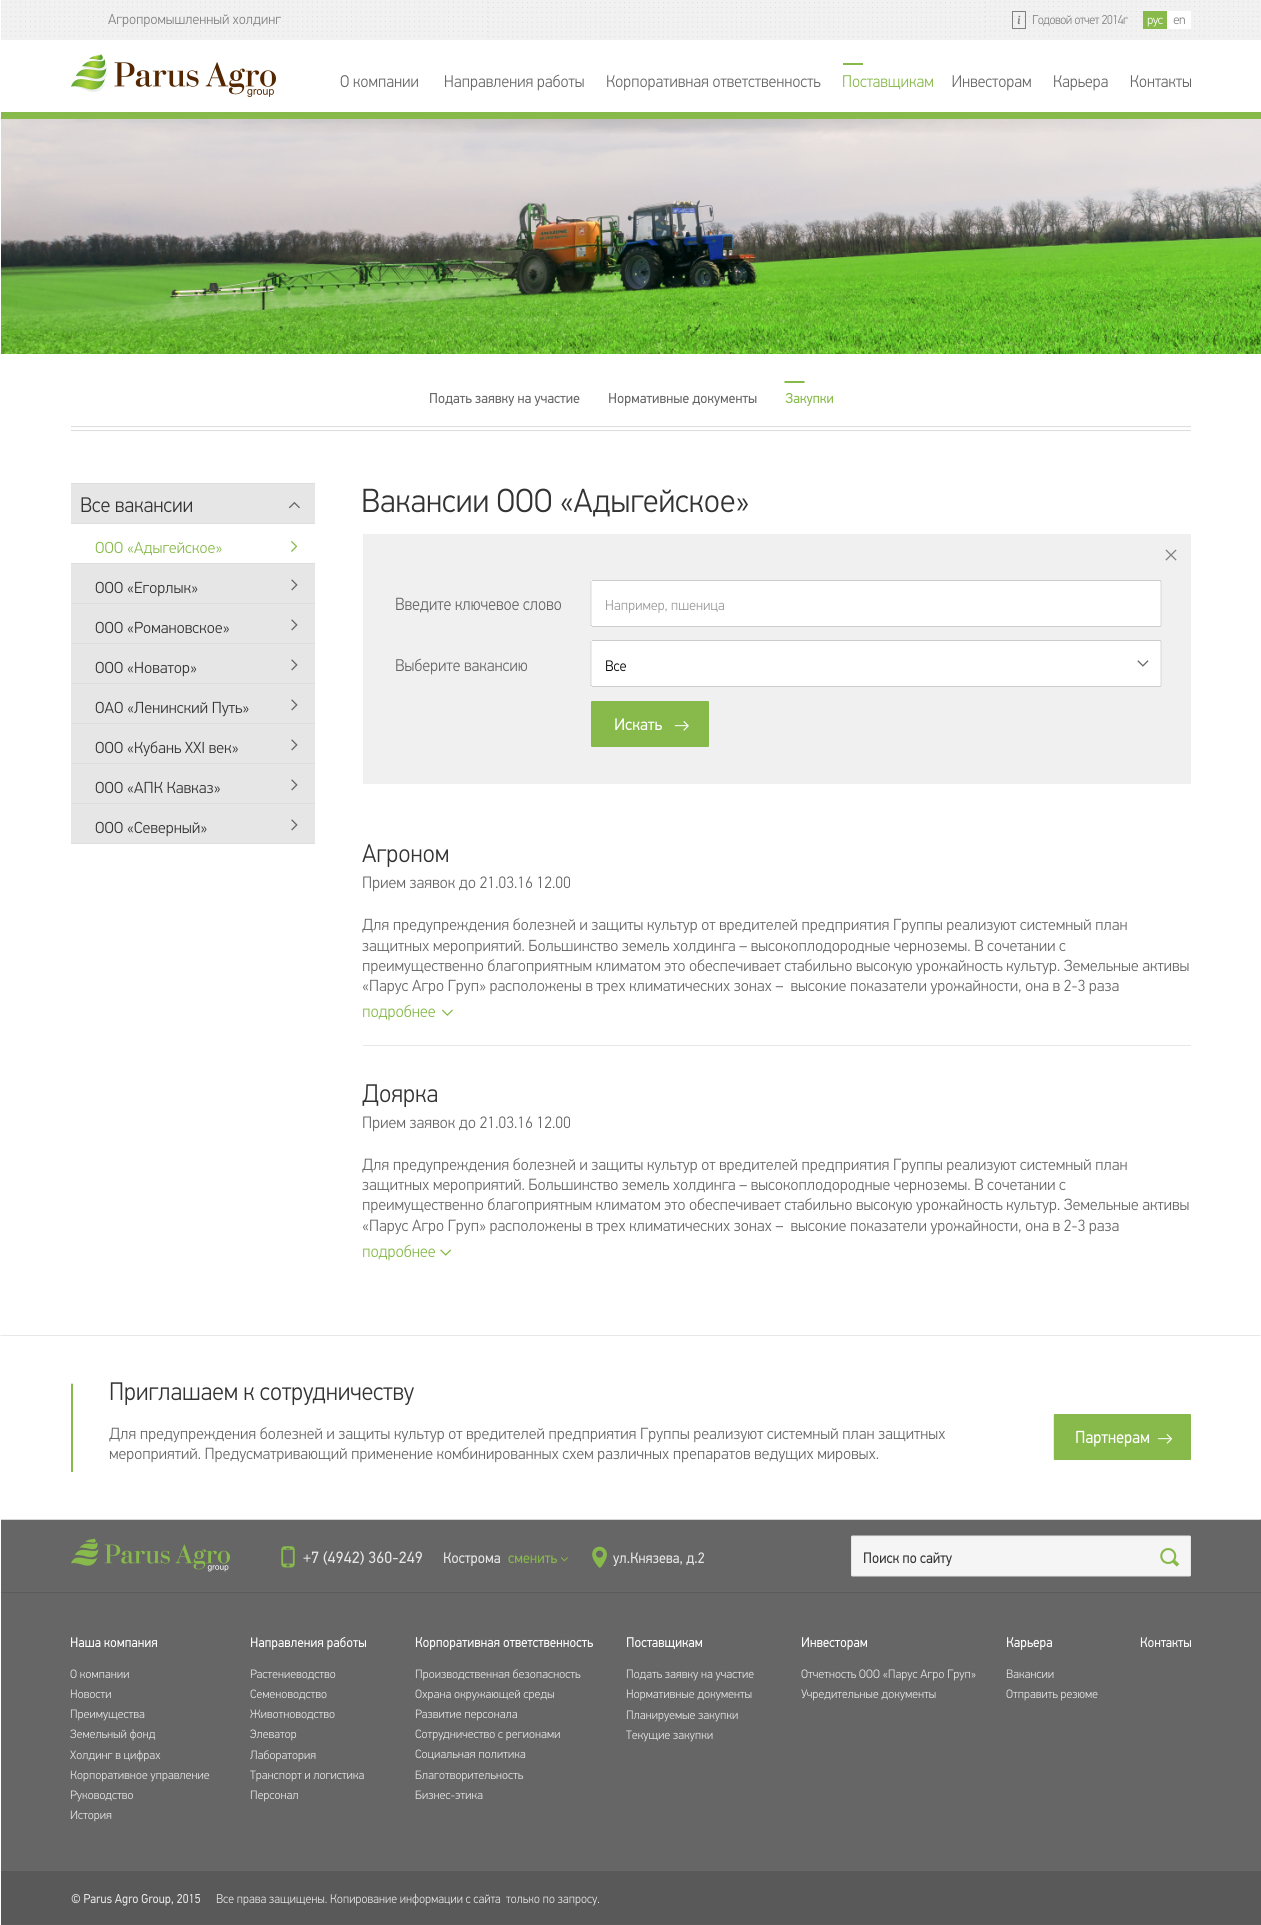 Агропромышленный холдинг
i Годовой отчет 2014г рус en
Parus Agro
group
О компании Направления работы Корпоративная ответственность Поставщикам Инвесторам Карьера Контакты
Подать заявку на участие Нормативные документы Закупки
Все вакансии
ООО «Адыгейское»
ООО «Егорлык»
ООО «Романовское»
ООО «Новатор»
ОАО «Ленинский Путь»
ООО «Кубань XXI век»
ООО «АПК Кавказ»
ООО «Северный»
Вакансии ООО «Адыгейское»
Введите ключевое слово Например, пшеница
Выберите вакансию Все
Искать
Агроном
Прием заявок до 21.03.16 12.00
Для предупреждения болезней и защиты культур от вредителей предприятия Группы реализуют системный план
защитных мероприятий. Большинство земель холдинга – высокоплодородные черноземы. В сочетании с
преимущественно благоприятным климатом это обеспечивает стабильно высокую урожайность культур. Земельные активы
«Парус Агро Груп» расположены в трех климатических зонах – высокие показатели урожайности, она в 2-3 раза
подробнее
Доярка
Прием заявок до 21.03.16 12.00
Для предупреждения болезней и защиты культур от вредителей предприятия Группы реализуют системный план
защитных мероприятий. Большинство земель холдинга – высокоплодородные черноземы. В сочетании с
преимущественно благоприятным климатом это обеспечивает стабильно высокую урожайность культур. Земельные активы
«Парус Агро Груп» расположены в трех климатических зонах – высокие показатели урожайности, она в 2-3 раза
подробнее
Приглашаем к сотрудничеству
Для предупреждения болезней и защиты культур от вредителей предприятия Группы реализуют системный план защитных
мероприятий. Предусматривающий применение комбинированных схем различных препаратов ведущих мировых.
Партнерам
Parus Agro
group
+7 (4942) 360-249 Кострома сменить ул.Князева, д.2 Поиск по сайту
Наша компания
О компании
Новости
Преимущества
Земельный фонд
Холдинг в цифрах
Корпоративное управление
Руководство
История
Направления работы
Растениеводство
Семеноводство
Животноводство
Элеватор
Лаборатория
Транспорт и логистика
Персонал
Корпоративная ответственность
Производственная безопасность
Охрана окружающей среды
Развитие персонала
Сотрудничество с регионами
Социальная политика
Благотворительность
Бизнес-этика
Поставщикам
Подать заявку на участие
Нормативные документы
Планируемые закупки
Текущие закупки
Инвесторам
Отчетность ООО «Парус Агро Груп»
Учредительные документы
Карьера
Вакансии
Отправить резюме
Контакты
© Parus Agro Group, 2015 Все права защищены. Копирование информации с сайта только по запросу.